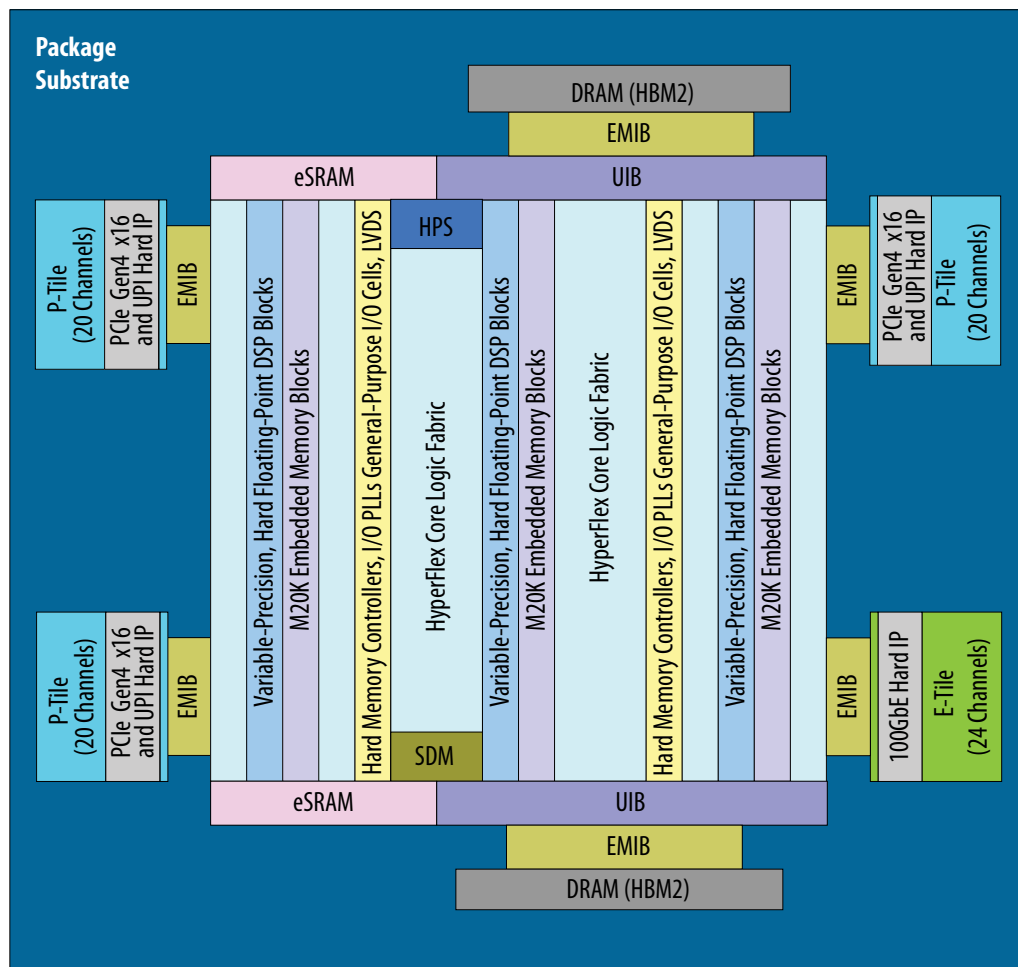 Package
Substrate
DRAM (HBM2)
EMIB
eSRAM
UIB
P-Tile
(20 Channels)
PCIe Gen4 x16
and UPI Hard IP
EMIB
HPS
EMIB
PCIe Gen4 x16
and UPI Hard IP
P-Tile
(20 Channels)
Variable-Precision, Hard Floating-Point DSP Blocks
M20K Embedded Memory Blocks
Hard Memory Controllers, I/O PLLs General-Purpose I/O Cells, LVDS
HyperFlex Core Logic Fabric
Variable-Precision, Hard Floating-Point DSP Blocks
M20K Embedded Memory Blocks
HyperFlex Core Logic Fabric
Hard Memory Controllers, I/O PLLs General-Purpose I/O Cells, LVDS
Variable-Precision, Hard Floating-Point DSP Blocks
M20K Embedded Memory Blocks
P-Tile
(20 Channels)
PCIe Gen4 x16
and UPI Hard IP
EMIB
SDM
EMIB
100GbE Hard IP
E-Tile
(24 Channels)
eSRAM
UIB
EMIB
DRAM (HBM2)